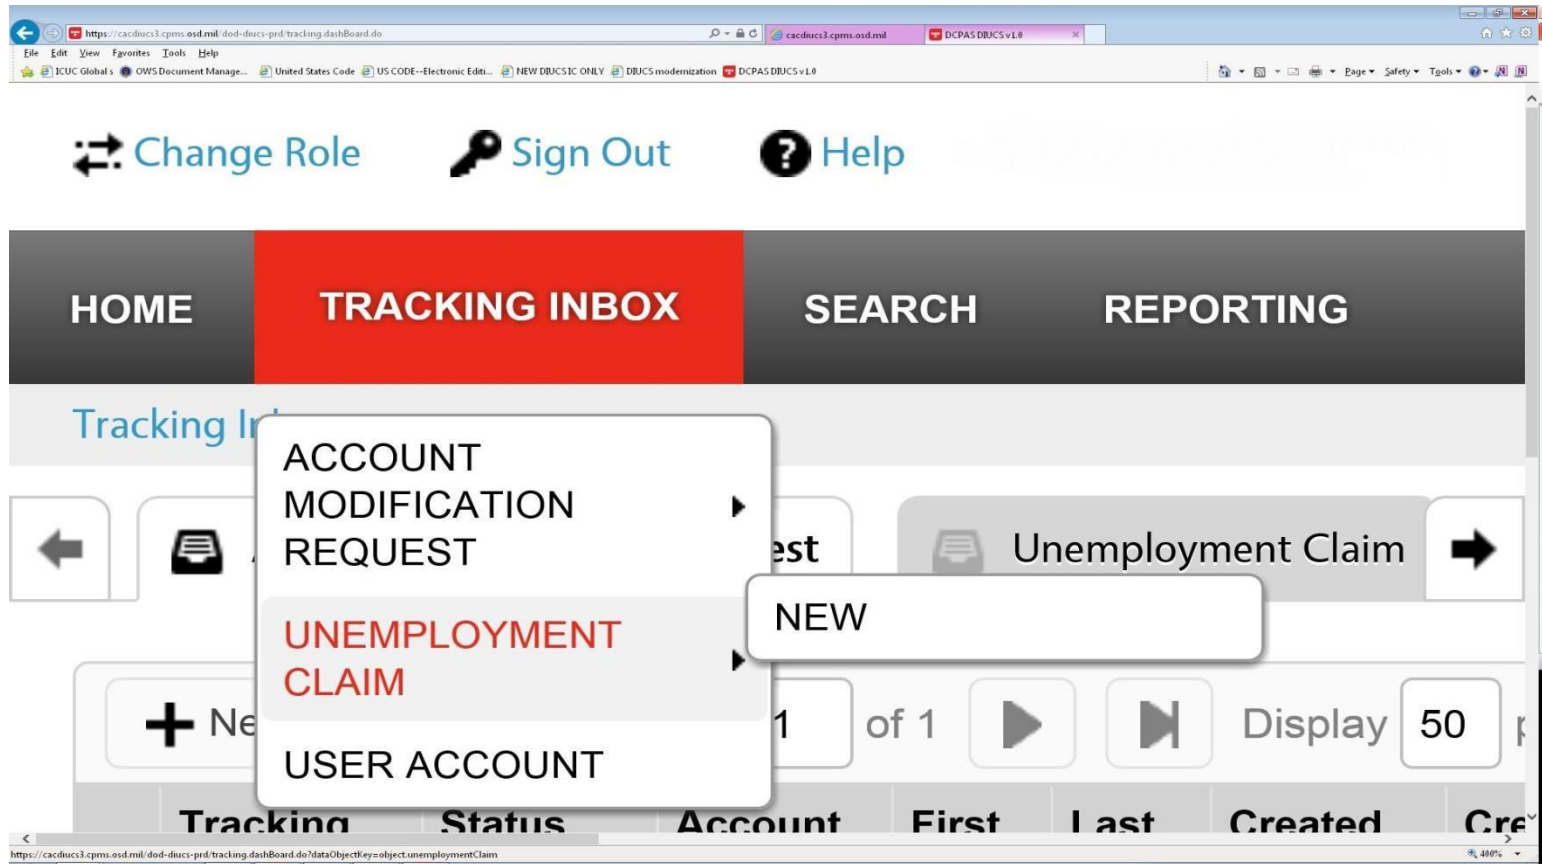 https://cacdiucs3.cpms.osd.mil/dod-diucs-prd/tracking.dashBoard.do
cacdiucs3.cpms.osd.mil
DCPAS DIUCS v1.0
File Edit View Favorites Tools Help
ICUC Globals OWS Document Manage... United States Code US CODE--Electronic Editi... NEW DIUCS IC ONLY DIUCS modernization DCPAS DIUCS v1.0
Page Safety Tools
Change Role Sign Out Help
HOME TRACKING INBOX SEARCH REPORTING
Tracking In
ACCOUNT
MODIFICATION
REQUEST
est
Unemployment Claim
UNEMPLOYMENT
CLAIM
NEW
Ne
1 of 1 Display 50 p
USER ACCOUNT
Tracking Status Account First Last Created Cre
https://cacdiucs3.cpms.osd.mil/dod-diucs-prd/tracking.dashBoard.do?dataObjectKey=object.unemploymentClaim
400%